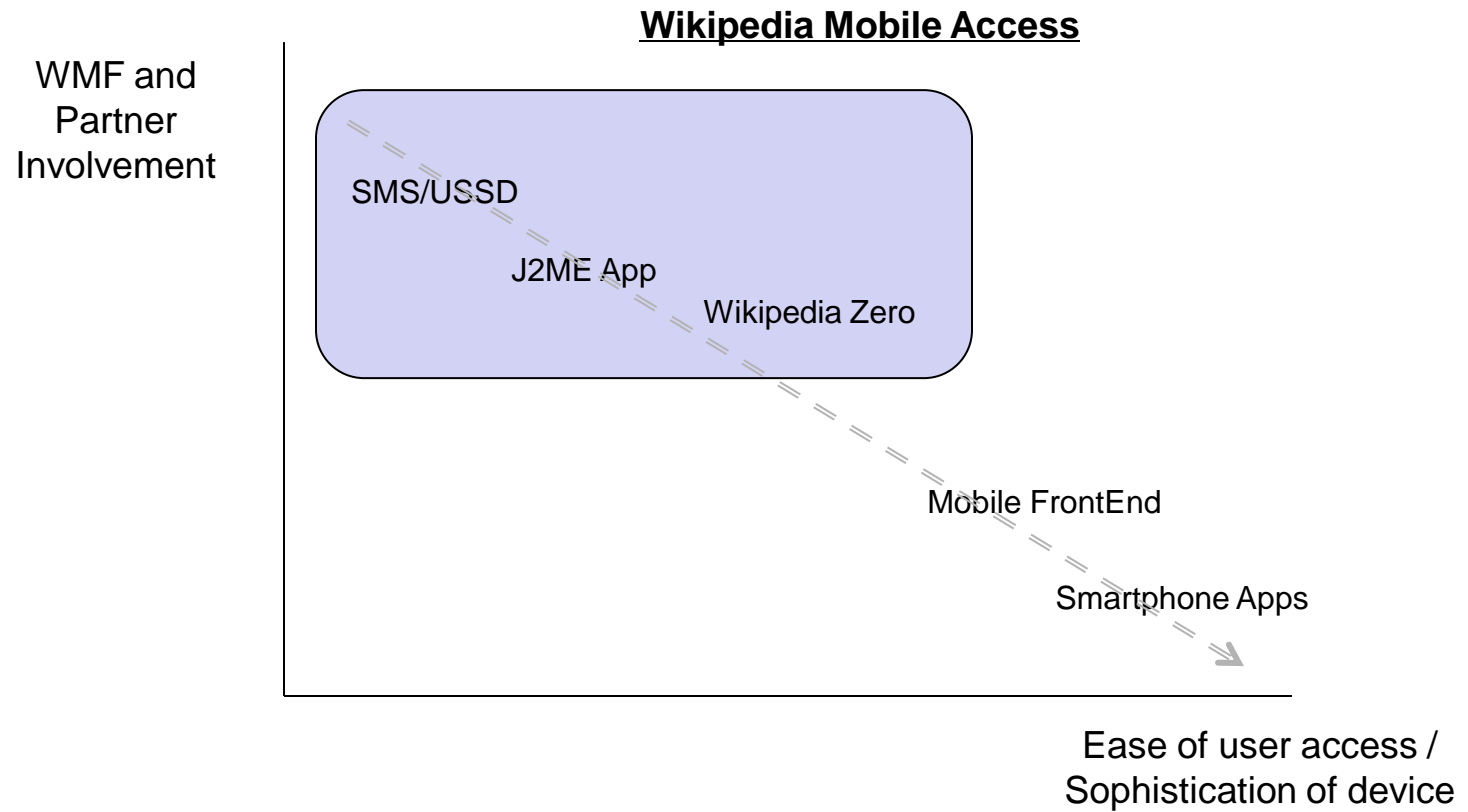 Wikipedia Mobile Access
WMF and
Partner
Involvement
SMS/USSD
J2ME App
Wikipedia Zero
Mobile FrontEnd
Smartphone Apps
Ease of user access /
Sophistication of device